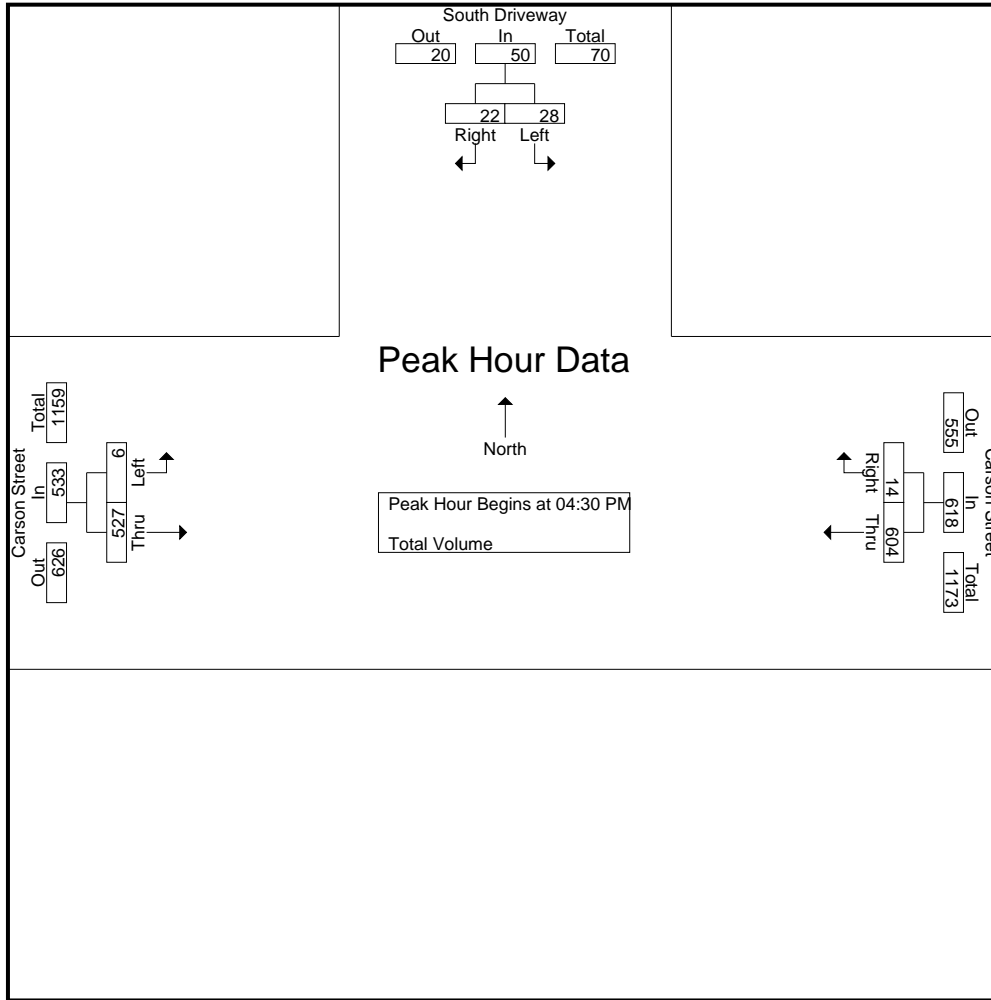 South Driveway
Out In Total
20 50 70
22 28
Right Left
Peak Hour Data
North
Peak Hour Begins at 04:30 PM
Total Volume
Carson Street
Total In Out
1159 533 626
6 527
Left Thru
Carson Street
Out In Total
555 618 1173
14 604
Right Thru